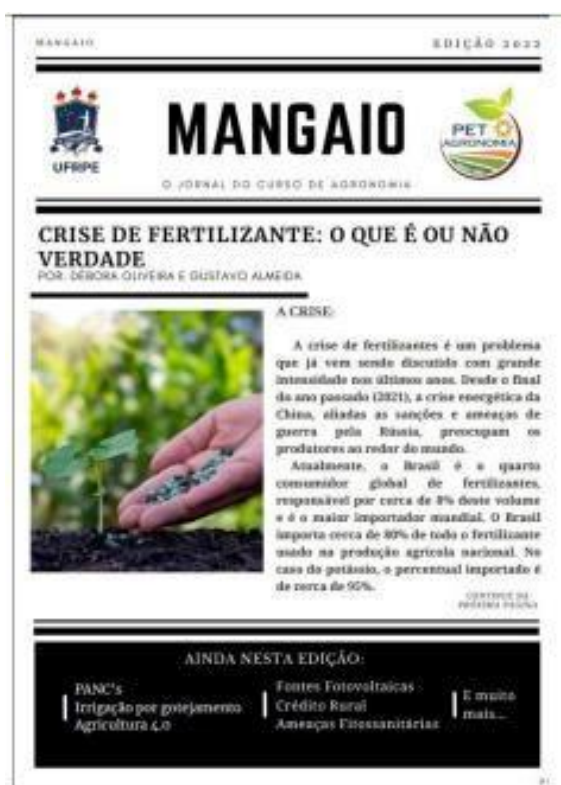 MANGAIO
EDIÇÃO 2022
UFRPE
MANGAIO
O JORNAL DO CURSO DE AGRONOMIA
PET
AGRONOMIA
CRISE DE FERTILIZANTE: O QUE É OU NÃO
VERDADE
POR: DÉBORA OLIVEIRA E GUSTAVO ALMEIDA
A CRISE:
A crise de fertilizantes é um problema
que já vem sendo discutido com grande
intensidade nos últimos anos. Desde o final
do ano passado (2021), a crise energética da
China, aliadas as sanções e ameaças de
guerra pela Rússia, preocupam os
produtores ao redor do mundo.
Atualmente, o Brasil é o quarto
consumidor global de fertilizantes,
responsável por cerca de 8% deste volume
e é o maior importador mundial. O Brasil
importa cerca de 80% de todo o fertilizante
usado na produção agrícola nacional. No
caso do potássio, o percentual importado é
de cerca de 95%.
CONTINUE NA
PRÓXIMA PÁGINA
AINDA NESTA EDIÇÃO:
PANC's
Irrigação por gotejamento
Agricultura 4.0
Fontes Fotovoltaicas
Crédito Rural
Ameaças Fitossanitárias
E muito
mais...